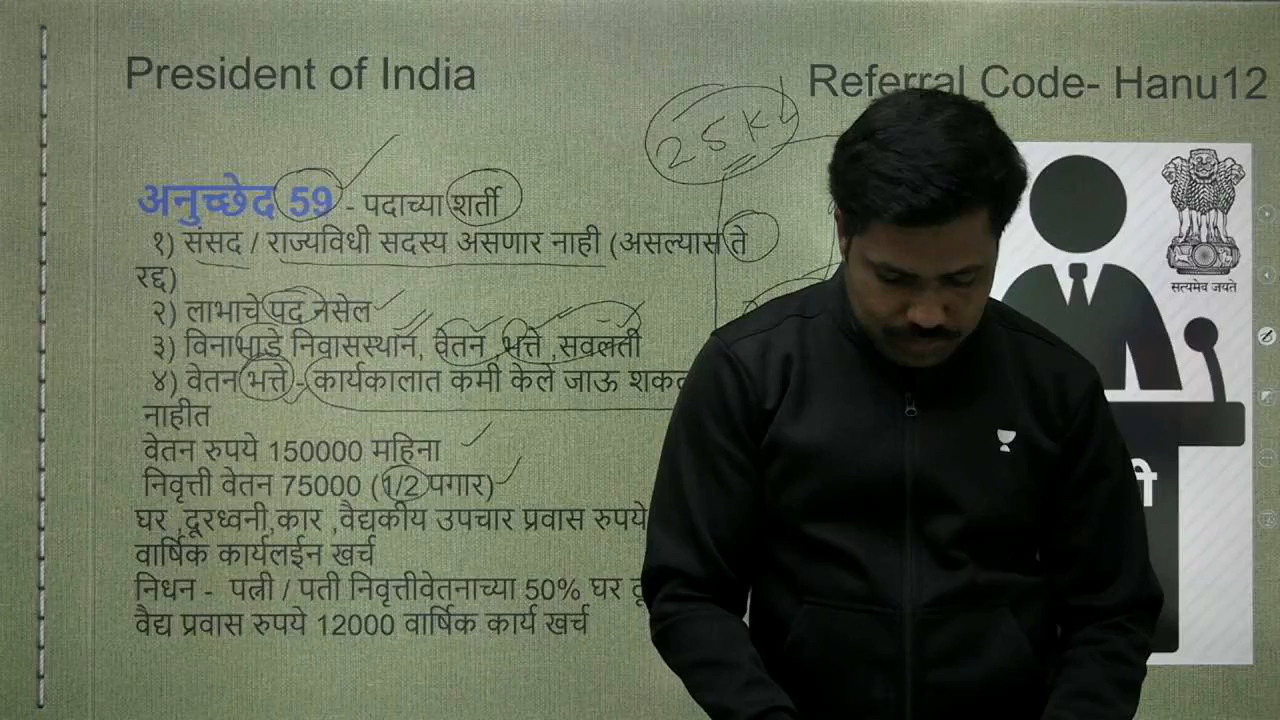 President of India
Referral Code- Hanu12
25K
अनुच्छेद 59 - पदाच्या शर्ती
१) संसद / राज्यविधी सदस्य असणार नाही (असल्यास ते
रद्द)
२) लाभाचे पद नसेल
३) विनाभाडे निवासस्थान, वेतन ,भत्ते ,सवलती
४) वेतन भत्ते - कार्यकालात कमी केले जाऊ
नाहीत
वेतन रुपये 150000 महिना
निवृत्ती वेतन 75000 (1/2 पगार)
घर ,दूरध्वनी,कार ,वैद्यकीय उपचार प्रवास रुपये
वार्षिक कार्यलईन खर्च
निधन - पत्नी / पती निवृत्तीवेतनाच्या 50% घर
वैद्य प्रवास रुपये 12000 वार्षिक कार्य खर्च
सत्यमेव जयते